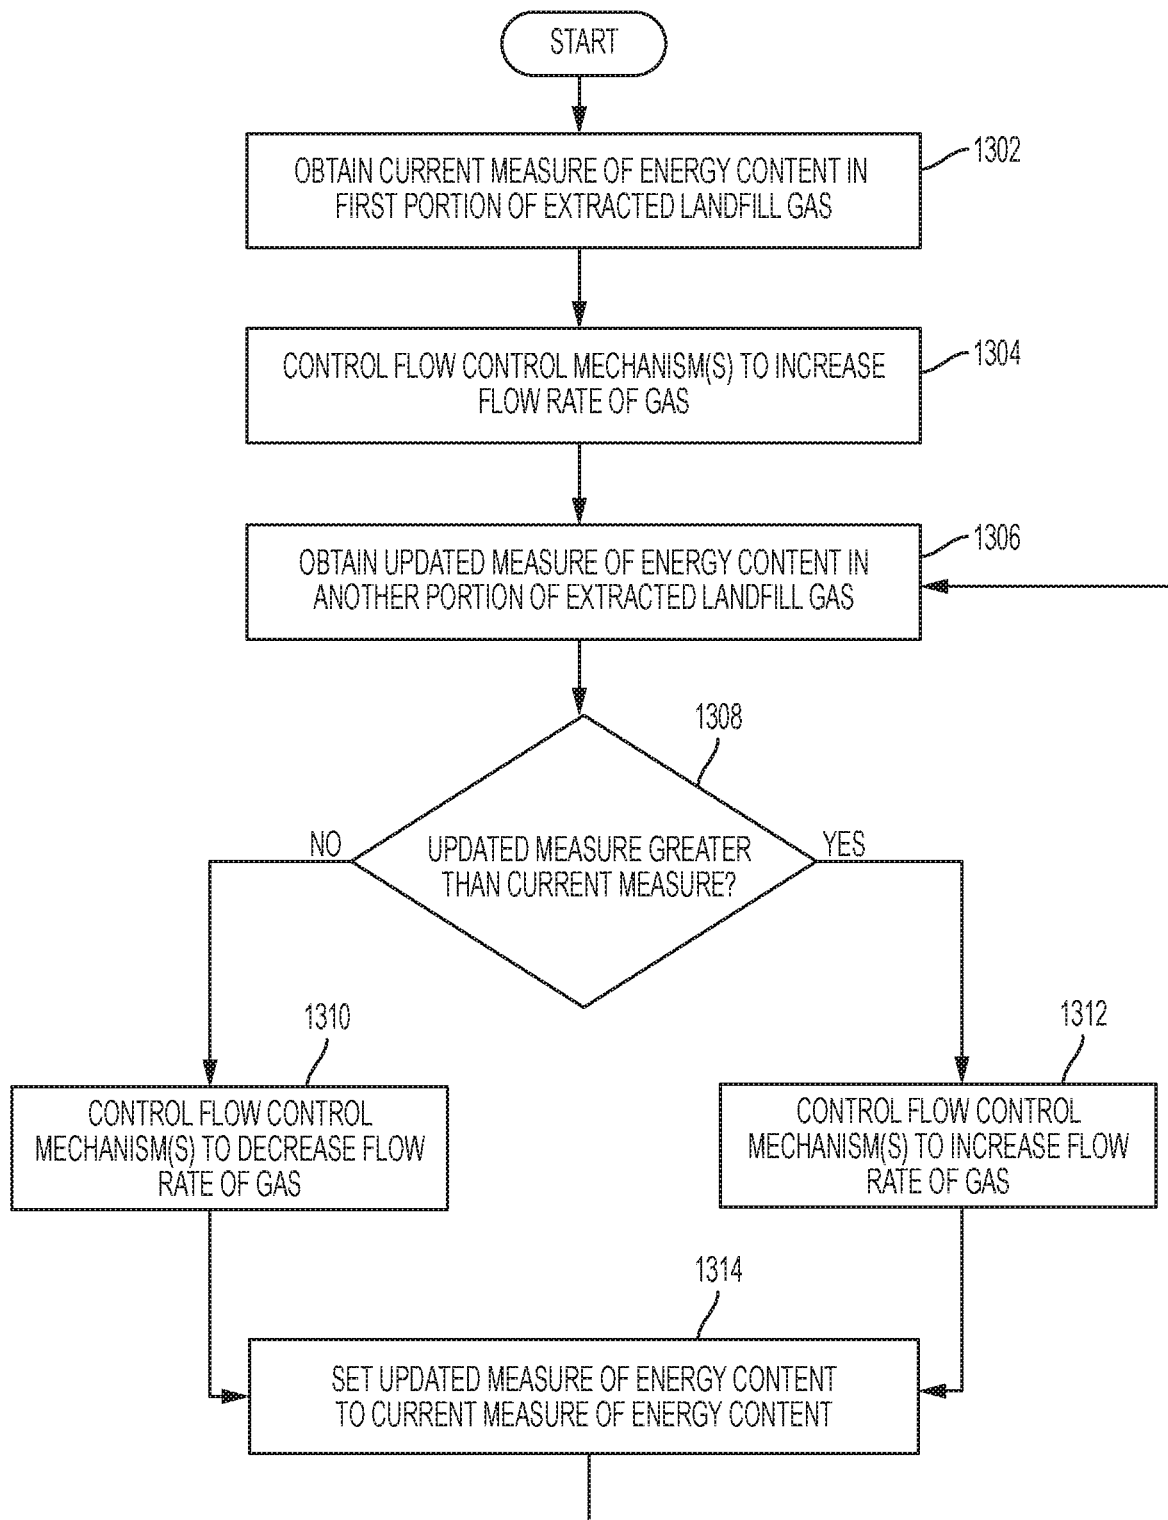 START
1302
OBTAIN CURRENT MEASURE OF ENERGY CONTENT IN
FIRST PORTION OF EXTRACTED LANDFILL GAS
1304
CONTROL FLOW CONTROL MECHANISM(S) TO INCREASE
FLOW RATE OF GAS
1306
OBTAIN UPDATED MEASURE OF ENERGY CONTENT IN
ANOTHER PORTION OF EXTRACTED LANDFILL GAS
1308
NO
UPDATED MEASURE GREATER
THAN CURRENT MEASURE?
YES
1310
CONTROL FLOW CONTROL
MECHANISM(S) TO DECREASE FLOW
RATE OF GAS
1312
CONTROL FLOW CONTROL
MECHANISM(S) TO INCREASE FLOW
RATE OF GAS
1314
SET UPDATED MEASURE OF ENERGY CONTENT
TO CURRENT MEASURE OF ENERGY CONTENT